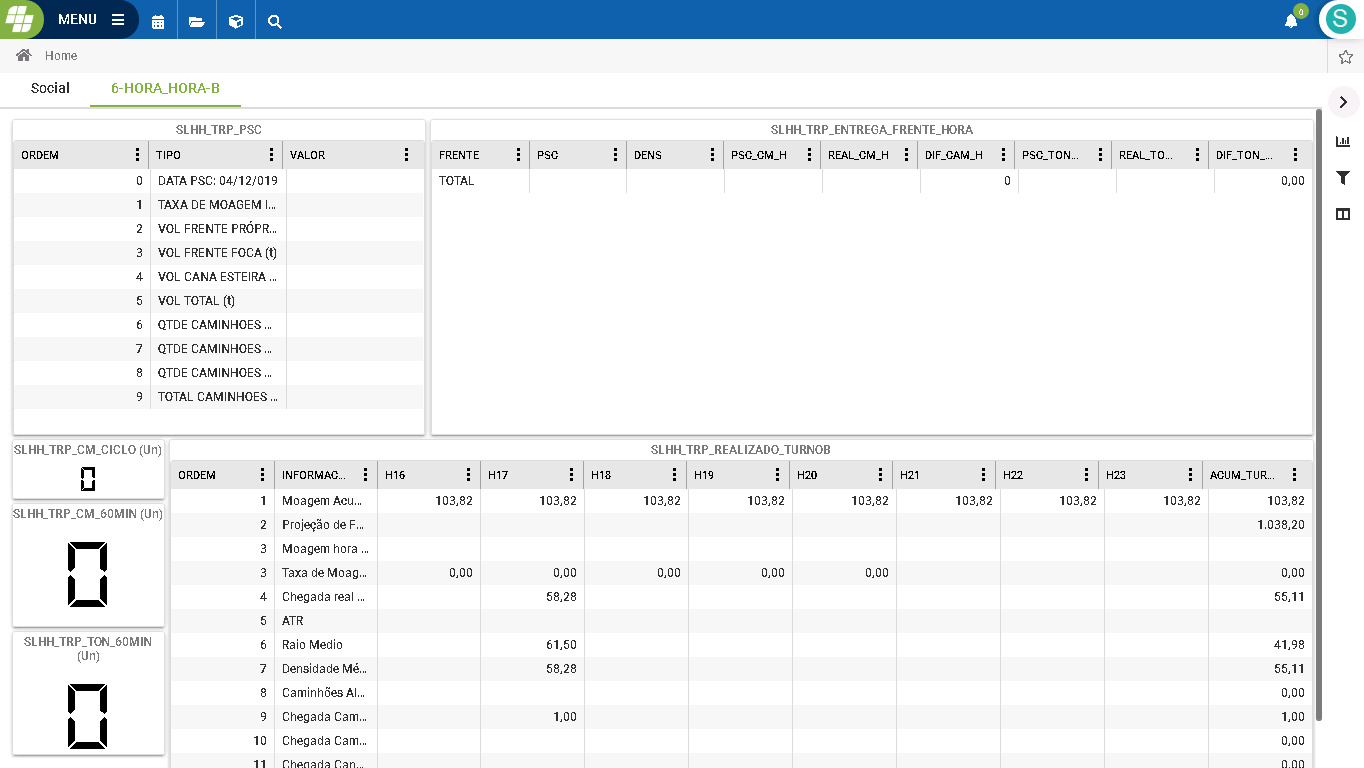 MENU
0
S
Home
Social 6-HORA_HORA-B
SLHH_TRP_PSC
ORDEM TIPO VALOR
0 DATA PSC: 04/12/019
1 TAXA DE MOAGEM I...
2 VOL FRENTE PRÓPR...
3 VOL FRENTE FOCA (t)
4 VOL CANA ESTEIRA ...
5 VOL TOTAL (t)
6 QTDE CAMINHOES ...
7 QTDE CAMINHOES ...
8 QTDE CAMINHOES ...
9 TOTAL CAMINHOES ...
SLHH_TRP_ENTREGA_FRENTE_HORA
FRENTE PSC DENS PSC_CM_H REAL_CM_H DIF_CAM_H PSC_TON... REAL_TO... DIF_TON_...
TOTAL 0 0,00
SLHH_TRP_CM_CICLO (Un)
0
SLHH_TRP_CM_60MIN (Un)
0
SLHH_TRP_TON_60MIN
(Un)
0
SLHH_TRP_REALIZADO_TURNOB
ORDEM INFORMAC... H16 H17 H18 H19 H20 H21 H22 H23 ACUM_TUR...
1 Moagem Acu... 103,82 103,82 103,82 103,82 103,82 103,82 103,82 103,82 103,82
2 Projeção de F... 1.038,20
3 Moagem hora ...
3 Taxa de Moag... 0,00 0,00 0,00 0,00 0,00 0,00
4 Chegada real ... 58,28 55,11
5 ATR
6 Raio Medio 61,50 41,98
7 Densidade Mé... 58,28 55,11
8 Caminhões Al... 0,00
9 Chegada Cam... 1,00 1,00
10 Chegada Cam... 0,00
11 Chegada Can... 0,00